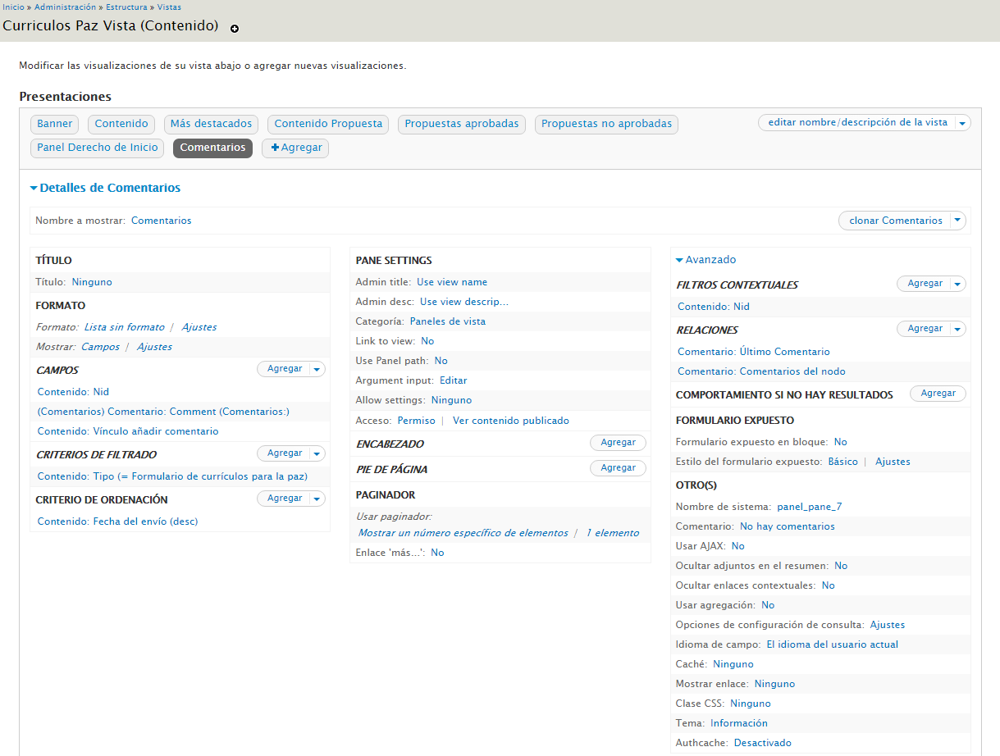 Inicio » Administración » Estructura » Vistas
Curriculos Paz Vista (Contenido)
Modificar las visualizaciones de su vista abajo o agregar nuevas visualizaciones.
Presentaciones
Banner Contenido Más destacados Contenido Propuesta Propuestas aprobadas Propuestas no aprobadas editar nombre/descripción de la vista
Panel Derecho de Inicio Comentarios Agregar
Detalles de Comentarios
Nombre a mostrar: Comentarios clonar Comentarios
TÍTULO
Título: Ninguno
FORMATO
Formato: Lista sin formato | Ajustes
Mostrar: Campos | Ajustes
CAMPOS Agregar
Contenido: Nid
(Comentarios) Comentario: Comment (Comentarios:)
Contenido: Vínculo añadir comentario
CRITERIOS DE FILTRADO Agregar
Contenido: Tipo (= Formulario de currículos para la paz)
CRITERIO DE ORDENACIÓN Agregar
Contenido: Fecha del envío (desc)
PANE SETTINGS
Admin title: Use view name
Admin desc: Use view descrip...
Categoría: Paneles de vista
Link to view: No
Use Panel path: No
Argument input: Editar
Allow settings: Ninguno
Acceso: Permiso | Ver contenido publicado
ENCABEZADO Agregar
PIE DE PÁGINA Agregar
PAGINADOR
Usar paginador:
Mostrar un número específico de elementos | 1 elemento
Enlace 'más...': No
Avanzado
FILTROS CONTEXTUALES Agregar
Contenido: Nid
RELACIONES Agregar
Comentario: Último Comentario
Comentario: Comentarios del nodo
COMPORTAMIENTO SI NO HAY RESULTADOS Agregar
FORMULARIO EXPUESTO
Formulario expuesto en bloque: No
Estilo del formulario expuesto: Básico | Ajustes
OTRO(S)
Nombre de sistema: panel_pane_7
Comentario: No hay comentarios
Usar AJAX: No
Ocultar adjuntos en el resumen: No
Ocultar enlaces contextuales: No
Usar agregación: No
Opciones de configuración de consulta: Ajustes
Idioma de campo: El idioma del usuario actual
Caché: Ninguno
Mostrar enlace: Ninguno
Clase CSS: Ninguno
Tema: Información
Authcache: Desactivado